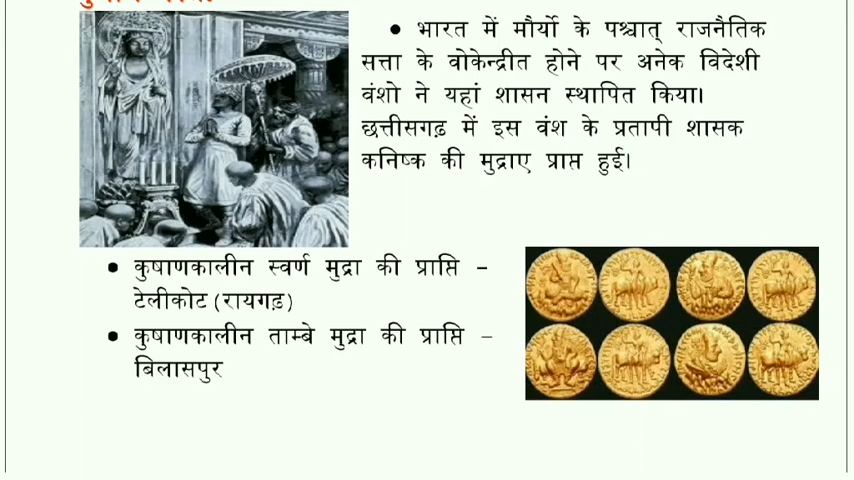 ● भारत में मौर्यो के पश्चात् राजनैतिक
सत्ता के वोकेन्द्रीत होने पर अनेक विदेशी
वंशो ने यहां शासन स्थापित किया।
छत्तीसगढ़ में इस वंश के प्रतापी शासक
कनिष्क की मुद्राए प्राप्त हुई।
● कुषाणकालीन स्वर्ण मुद्रा की प्राप्ति –
टेलीकोट(रायगढ़)
● कुषाणकालीन ताम्बे मुद्रा की प्राप्ति –
बिलासपुर